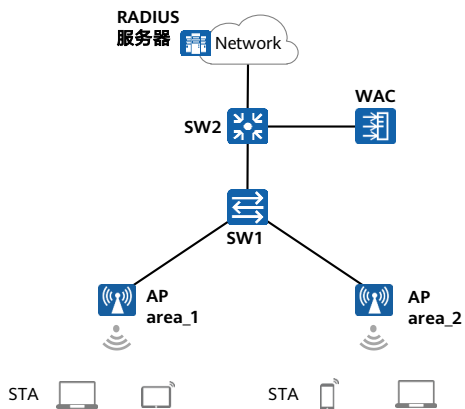 RADIUS
服务器
Network
WAC
SW2
SW1
AP
area_1
AP
area_2
STA
STA